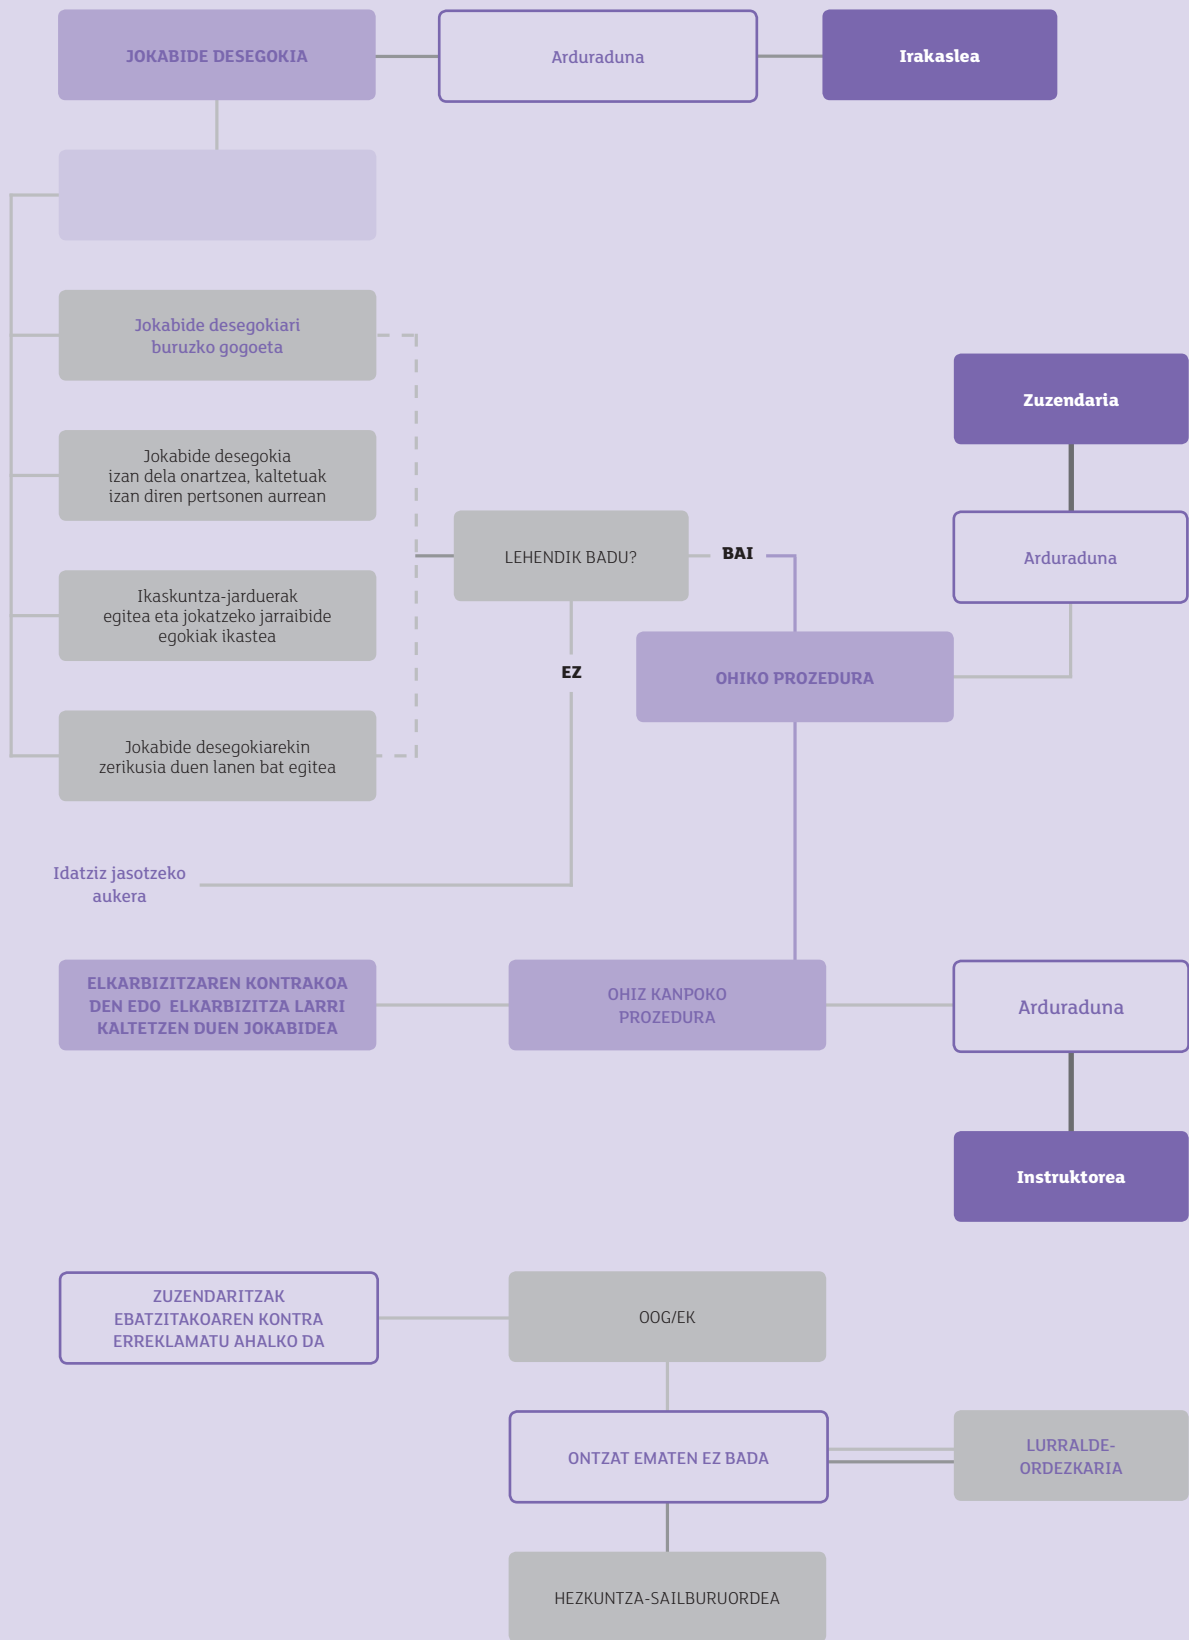 JOKABIDE DESEGOKIA
Arduraduna
Irakaslea
Jokabide desegokiari
buruzko gogoeta
Jokabide desegokia
izan dela onartzea, kaltetuak
izan diren pertsonen aurrean
Ikaskuntza-jarduerak
egitea eta jokatzeko jarraibide
egokiak ikastea
Jokabide desegokiarekin
zerikusia duen lanen bat egitea
Idatziz jasotzeko
aukera
LEHENDIK BADU?
BAI
EZ
Zuzendaria
Arduraduna
OHIKO PROZEDURA
ELKARBIZITZAREN KONTRAKOA
DEN EDO ELKARBIZITZA LARRI
KALTETZEN DUEN JOKABIDEA
OHIZ KANPOKO
PROZEDURA
Arduraduna
Instruktorea
ZUZENDARITZAK
EBATZITAKOAREN KONTRA
ERREKLAMATU AHALKO DA
OOG/EK
ONTZAT EMATEN EZ BADA
LURRALDE-
ORDEZKARIA
HEZKUNTZA-SAILBURUORDEA